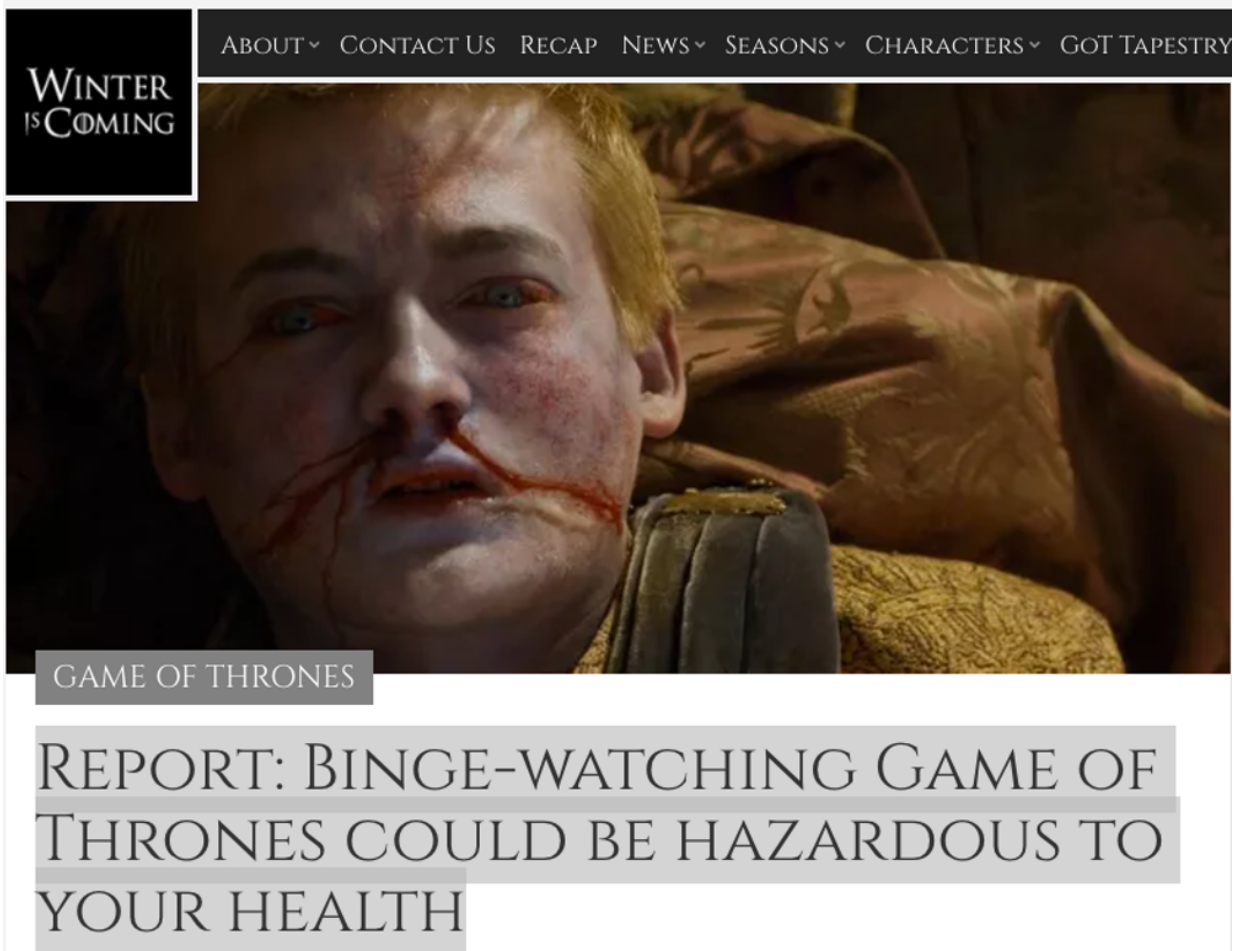 WINTER
IS COMING
ABOUT CONTACT US RECAP NEWS SEASONS CHARACTERS GOT TAPESTRY
GAME OF THRONES
REPORT: BINGE-WATCHING GAME OF
THRONES COULD BE HAZARDOUS TO
YOUR HEALTH